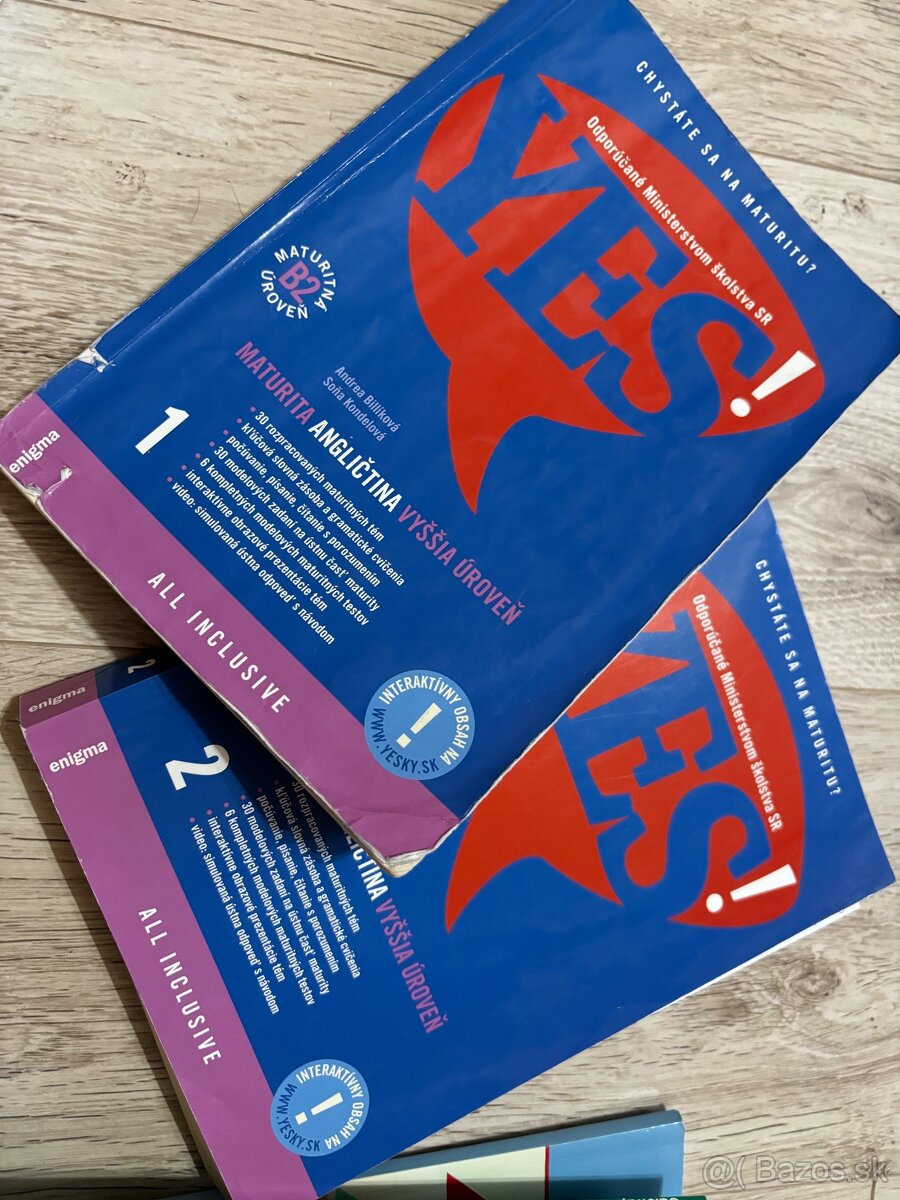 CHYSTÁTE SA NA MATURITU?
Odporúčané Ministerstvom školstva SR
YES!
MATURITNÁ
B2
ÚROVEŇ
Andrea Billíková
Soňa Kondelová
MATURITA ANGLIČTINA VYŠŠIA ÚROVEŇ
• 30 rozpracovaných maturitných tém
• kľúčová slovná zásoba a gramatické cvičenia
• počúvanie, písanie, čítanie s porozumením
• 30 modelových zadaní na ústnu časť maturity
• 6 kompletných modelových maturitných testov
• interaktívne obrazové prezentácie tém
• video: simulovaná ústna odpoveď s návodom
1
enigma
ALL INCLUSIVE
INTERAKTÍVNY OBSAH NA
!
WWW.YESKY.SK
CHYSTÁTE SA NA MATURITU?
Odporúčané Ministerstvom školstva SR
YES!
VYŠŠIA ÚROVEŇ
30 rozpracovaných maturitných tém
kľúčová slovná zásoba a gramatické cvičenia
• počúvanie, písanie, čítanie s porozumením
• 30 modelových zadaní na ústnu časť maturity
• 6 kompletných modelových maturitných testov
• interaktívne obrazové prezentácie tém
• video: simulovaná ústna odpoveď s návodom
2
enigma
2
enigma
ALL INCLUSIVE
INTERAKTÍVNY OBSAH NA
!
WWW.YESKY.SK
@( Bazos.sk